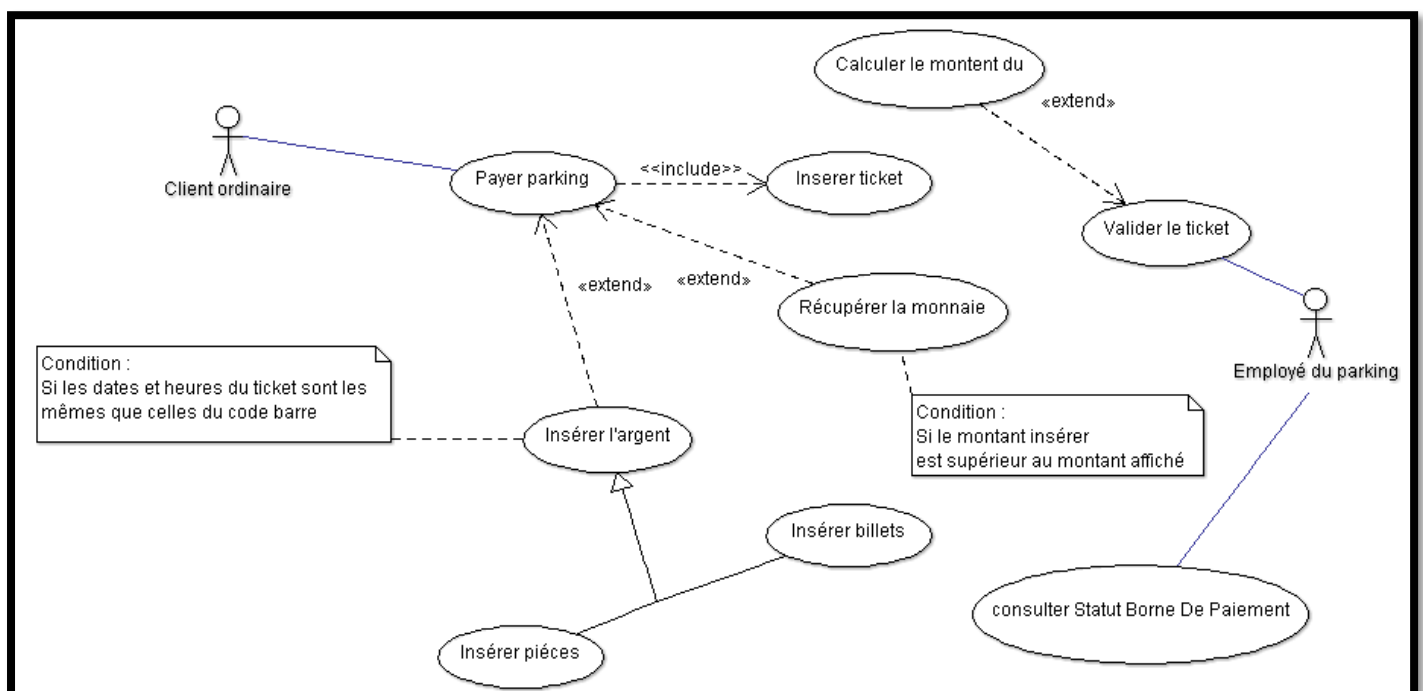 Calculer le montent du
«extend»
Client ordinaire
Payer parking
<<include>>
Inserer ticket
Valider le ticket
«extend»
«extend»
Récupérer la monnaie
Employé du parking
Condition :
Si les dates et heures du ticket sont les
mêmes que celles du code barre
Insérer l'argent
Condition :
Si le montant insérer
est supérieur au montant affiché
Insérer billets
consulter Statut Borne De Paiement
Insérer piéces